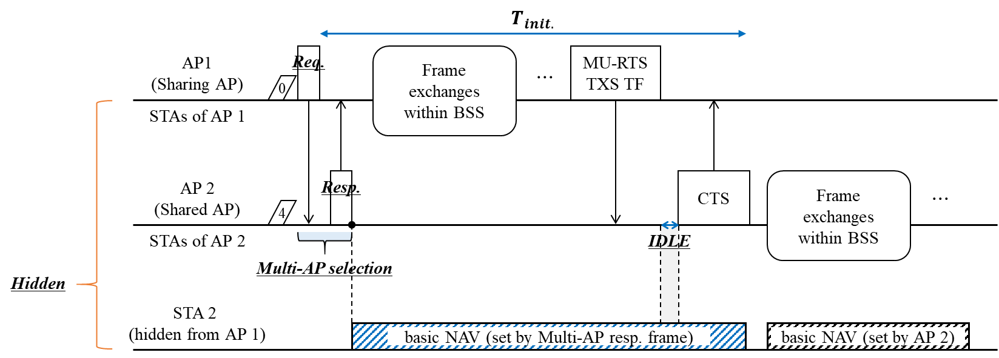 T init.
AP1
(Sharing AP)
0
Req.
Frame
exchanges
within BSS
...
MU-RTS
TXS TF
STAs of AP 1
AP 2
(Shared AP)
4
Resp.
CTS
Frame
exchanges
within BSS
...
STAs of AP 2
IDLE
Multi-AP selection
Hidden
STA 2
(hidden from AP 1)
basic NAV (set by Multi-AP resp. frame)
basic NAV (set by AP 2)